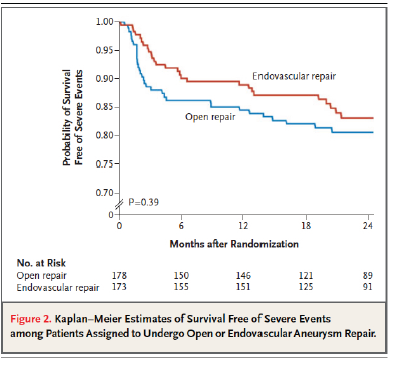 1.00
0.95
0.90
0.85
0.80
0.75
0.70
0
Probability of Survival
Free of Severe Events
Endovascular repair
Open repair
P=0.39
0 6 12 18 24
Months after Randomization
No. at Risk
Open repair 178 150 146 121 89
Endovascular repair 173 155 151 125 91
Figure 2. Kaplan–Meier Estimates of Survival Free of Severe Events
among Patients Assigned to Undergo Open or Endovascular Aneurysm Repair.